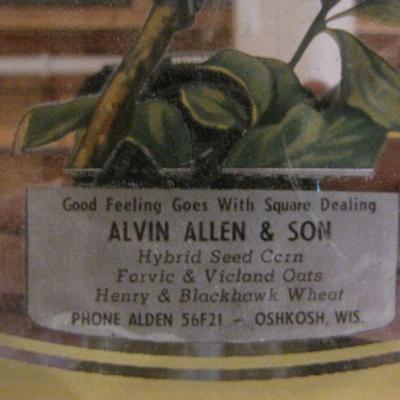 Good Feeling Goes With Square Dealing
ALVIN ALLEN & SON
Hybrid Seed Corn
Forvic & Vicland Oats
Henry & Blackhawk Wheat
PHONE ALDEN 56F21 — OSHKOSH, WIS.